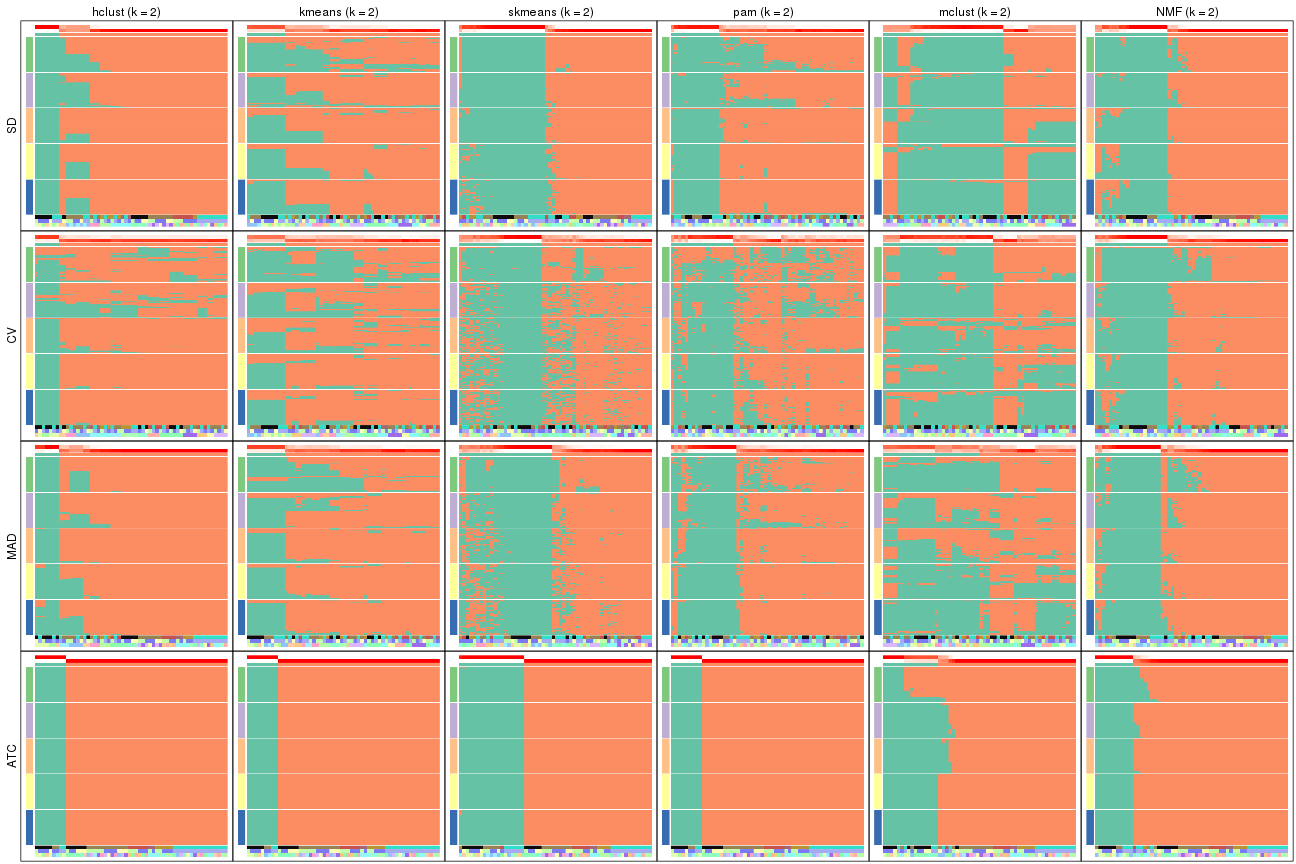 hclust (k = 2)
kmeans (k = 2)
skmeans (k = 2)
pam (k = 2)
mclust (k = 2)
NMF (k = 2)
SD
CV
MAD
ATC